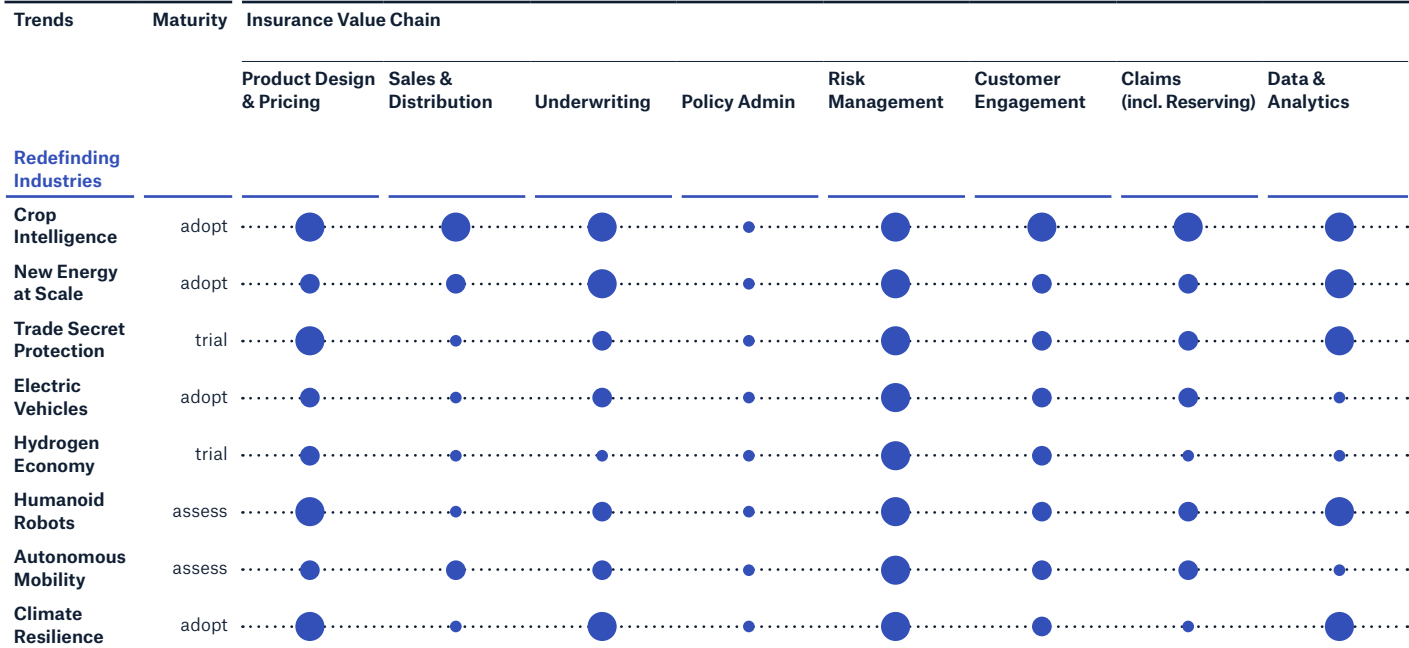 Trends Maturity Insurance Value Chain
Product Design Sales & Risk Customer Claims Data &
& Pricing Distribution Underwriting Policy Admin Management Engagement (incl. Reserving) Analytics
Redefinding
Industries
Crop
Intelligence adopt
New Energy
at Scale adopt
Trade Secret
Protection trial
Electric
Vehicles adopt
Hydrogen
Economy trial
Humanoid
Robots assess
Autonomous
Mobility assess
Climate
Resilience adopt